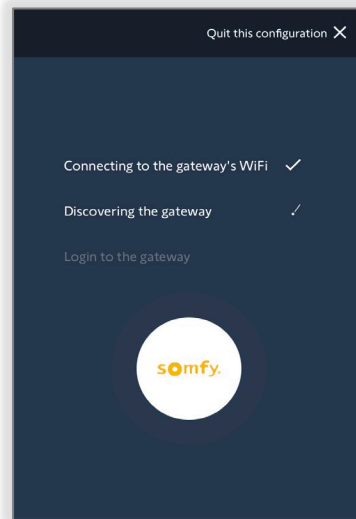 Quit this configuration
Connecting to the gateway's WiFi
Discovering the gateway
Login to the gateway
somfy.